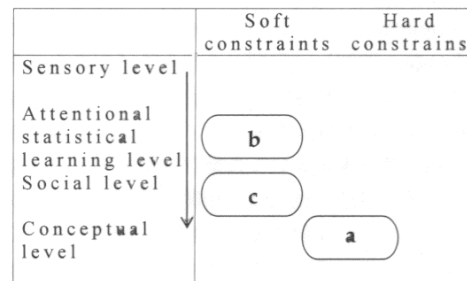 Soft Hard
constraints constrains
Sensory level
Attentional
statistical b
learning level
Social level c
Conceptual a
level